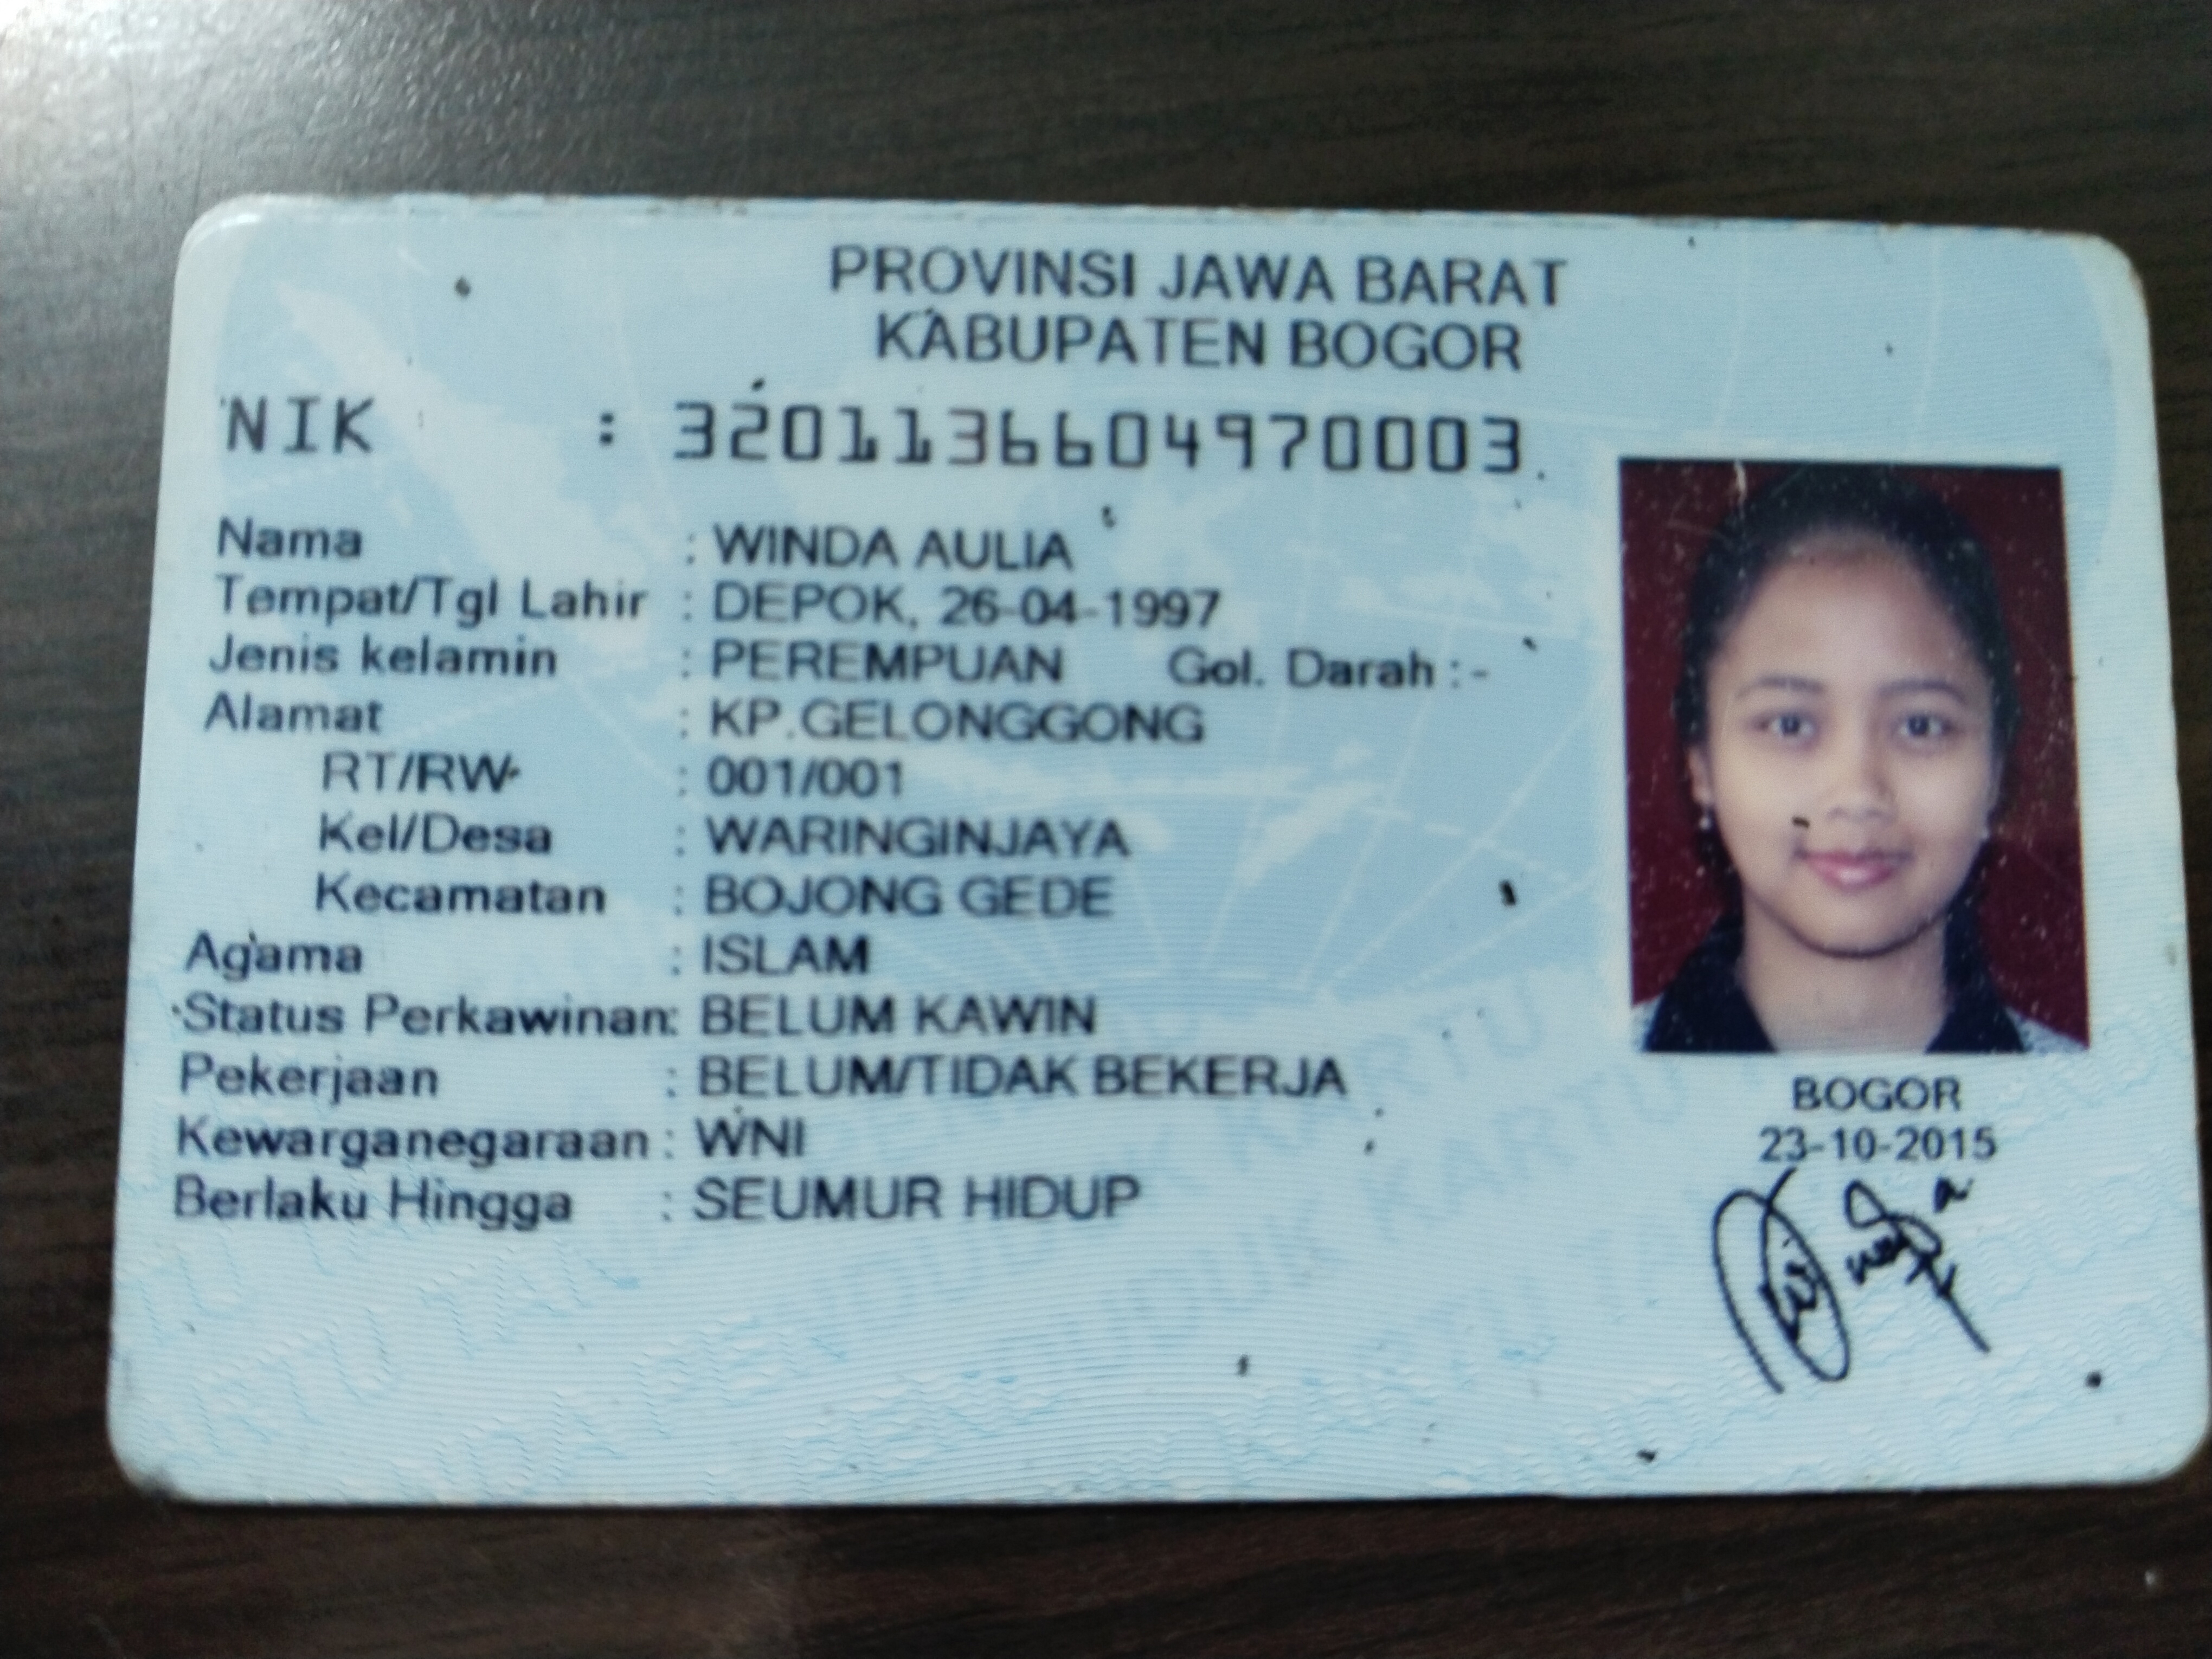 PROVINSI JAWA BARAT
KABUPATEN BOGOR
NIK : 3201136604970003
Nama : WINDA AULIA
Tempat/Tgl Lahir : DEPOK, 26-04-1997
Jenis kelamin : PEREMPUAN Gol. Darah : -
Alamat : KP.GELONGGONG
RT/RW : 001/001
Kel/Desa : WARINGINJAYA
Kecamatan : BOJONG GEDE
Agama : ISLAM
Status Perkawinan: BELUM KAWIN
Pekerjaan : BELUM/TIDAK BEKERJA
Kewarganegaraan : WNI
Berlaku Hingga : SEUMUR HIDUP
BOGOR
23-10-2015